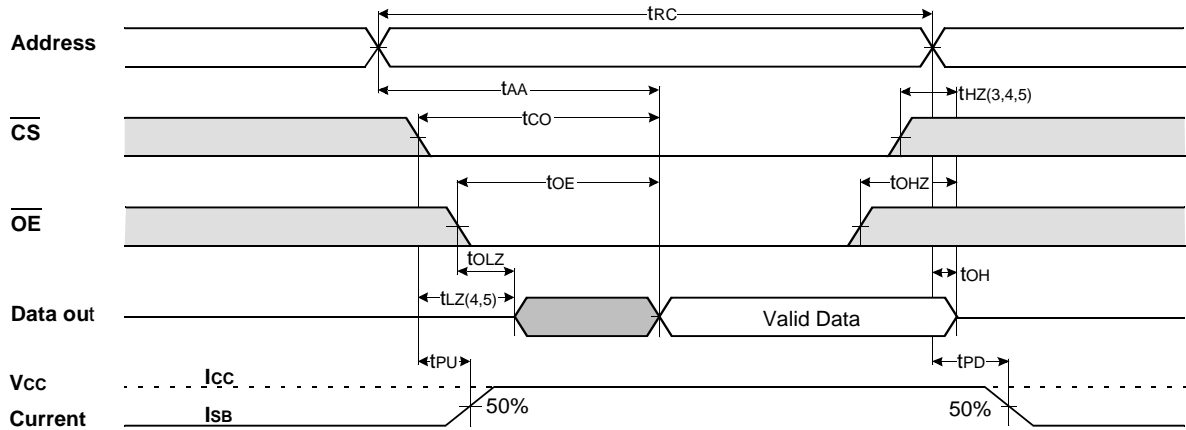 tRC
Address
tAA
tHZ(3,4,5)
CS
tCO
tOE
tOHZ
OE
tOLZ
tOH
tLZ(4,5)
Data out
Valid Data
tPU
tPD
VCC
ICC
50%
50%
Current
ISB